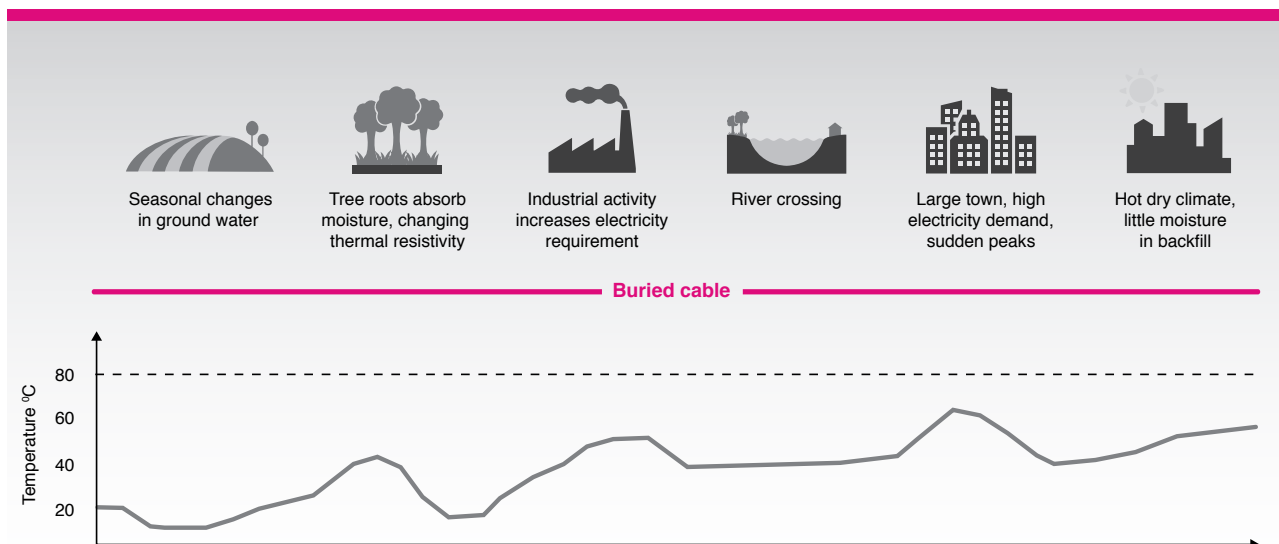 Seasonal changes
in ground water
Tree roots absorb
moisture, changing
thermal resistivity
Industrial activity
increases electricity
requirement
River crossing
Large town, high
electricity demand,
sudden peaks
Hot dry climate,
little moisture
in backfill
Buried cable
Temperature ⁰C
80
60
40
20